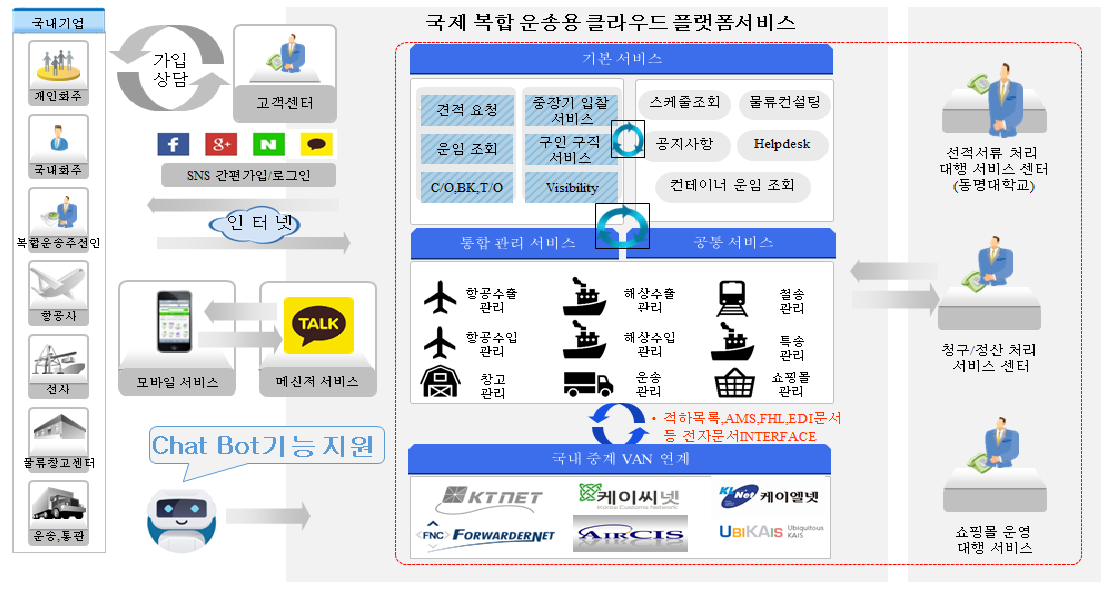 국제 복합 운송용 클라우드 플랫폼서비스
국내기업
개인화주
국내화주
복합운송주선인
항공사
선사
물류창고센터
운송,통관
가입
상담
고객센터
f
g+
N
TALK
SNS 간편가입/로그인
인 터 넷
모바일 서비스
TALK
메신저 서비스
Chat Bot기능 지원
기본 서비스
견적 요청
운임 조회
C/O,BK,T/O
중장기 입찰
서비스
구인 구직
서비스
Visibility
스케줄조회
물류컨설팅
공지사항
Helpdesk
컨테이너 운임 조회
통합 관리 서비스
공통 서비스
항공수출
관리
해상수출
관리
철송
관리
항공수입
관리
해상수입
관리
특송
관리
창고
관리
운송
관리
쇼핑몰
관리
• 적하목록,AMS,FHL,EDI문서
등 전자문서INTERFACE
국내 중계 VAN 연계
KTNET
케이씨넷
Korea Customs Network
KL Net 케이엘넷
FNC FORWARDERNET
AIRCIS
UBIKAIS Ubiquitous
KAIS
선적서류 처리
대행 서비스 센터
(동명대학교)
청구/정산 처리
서비스 센터
쇼핑몰 운영
대행 서비스